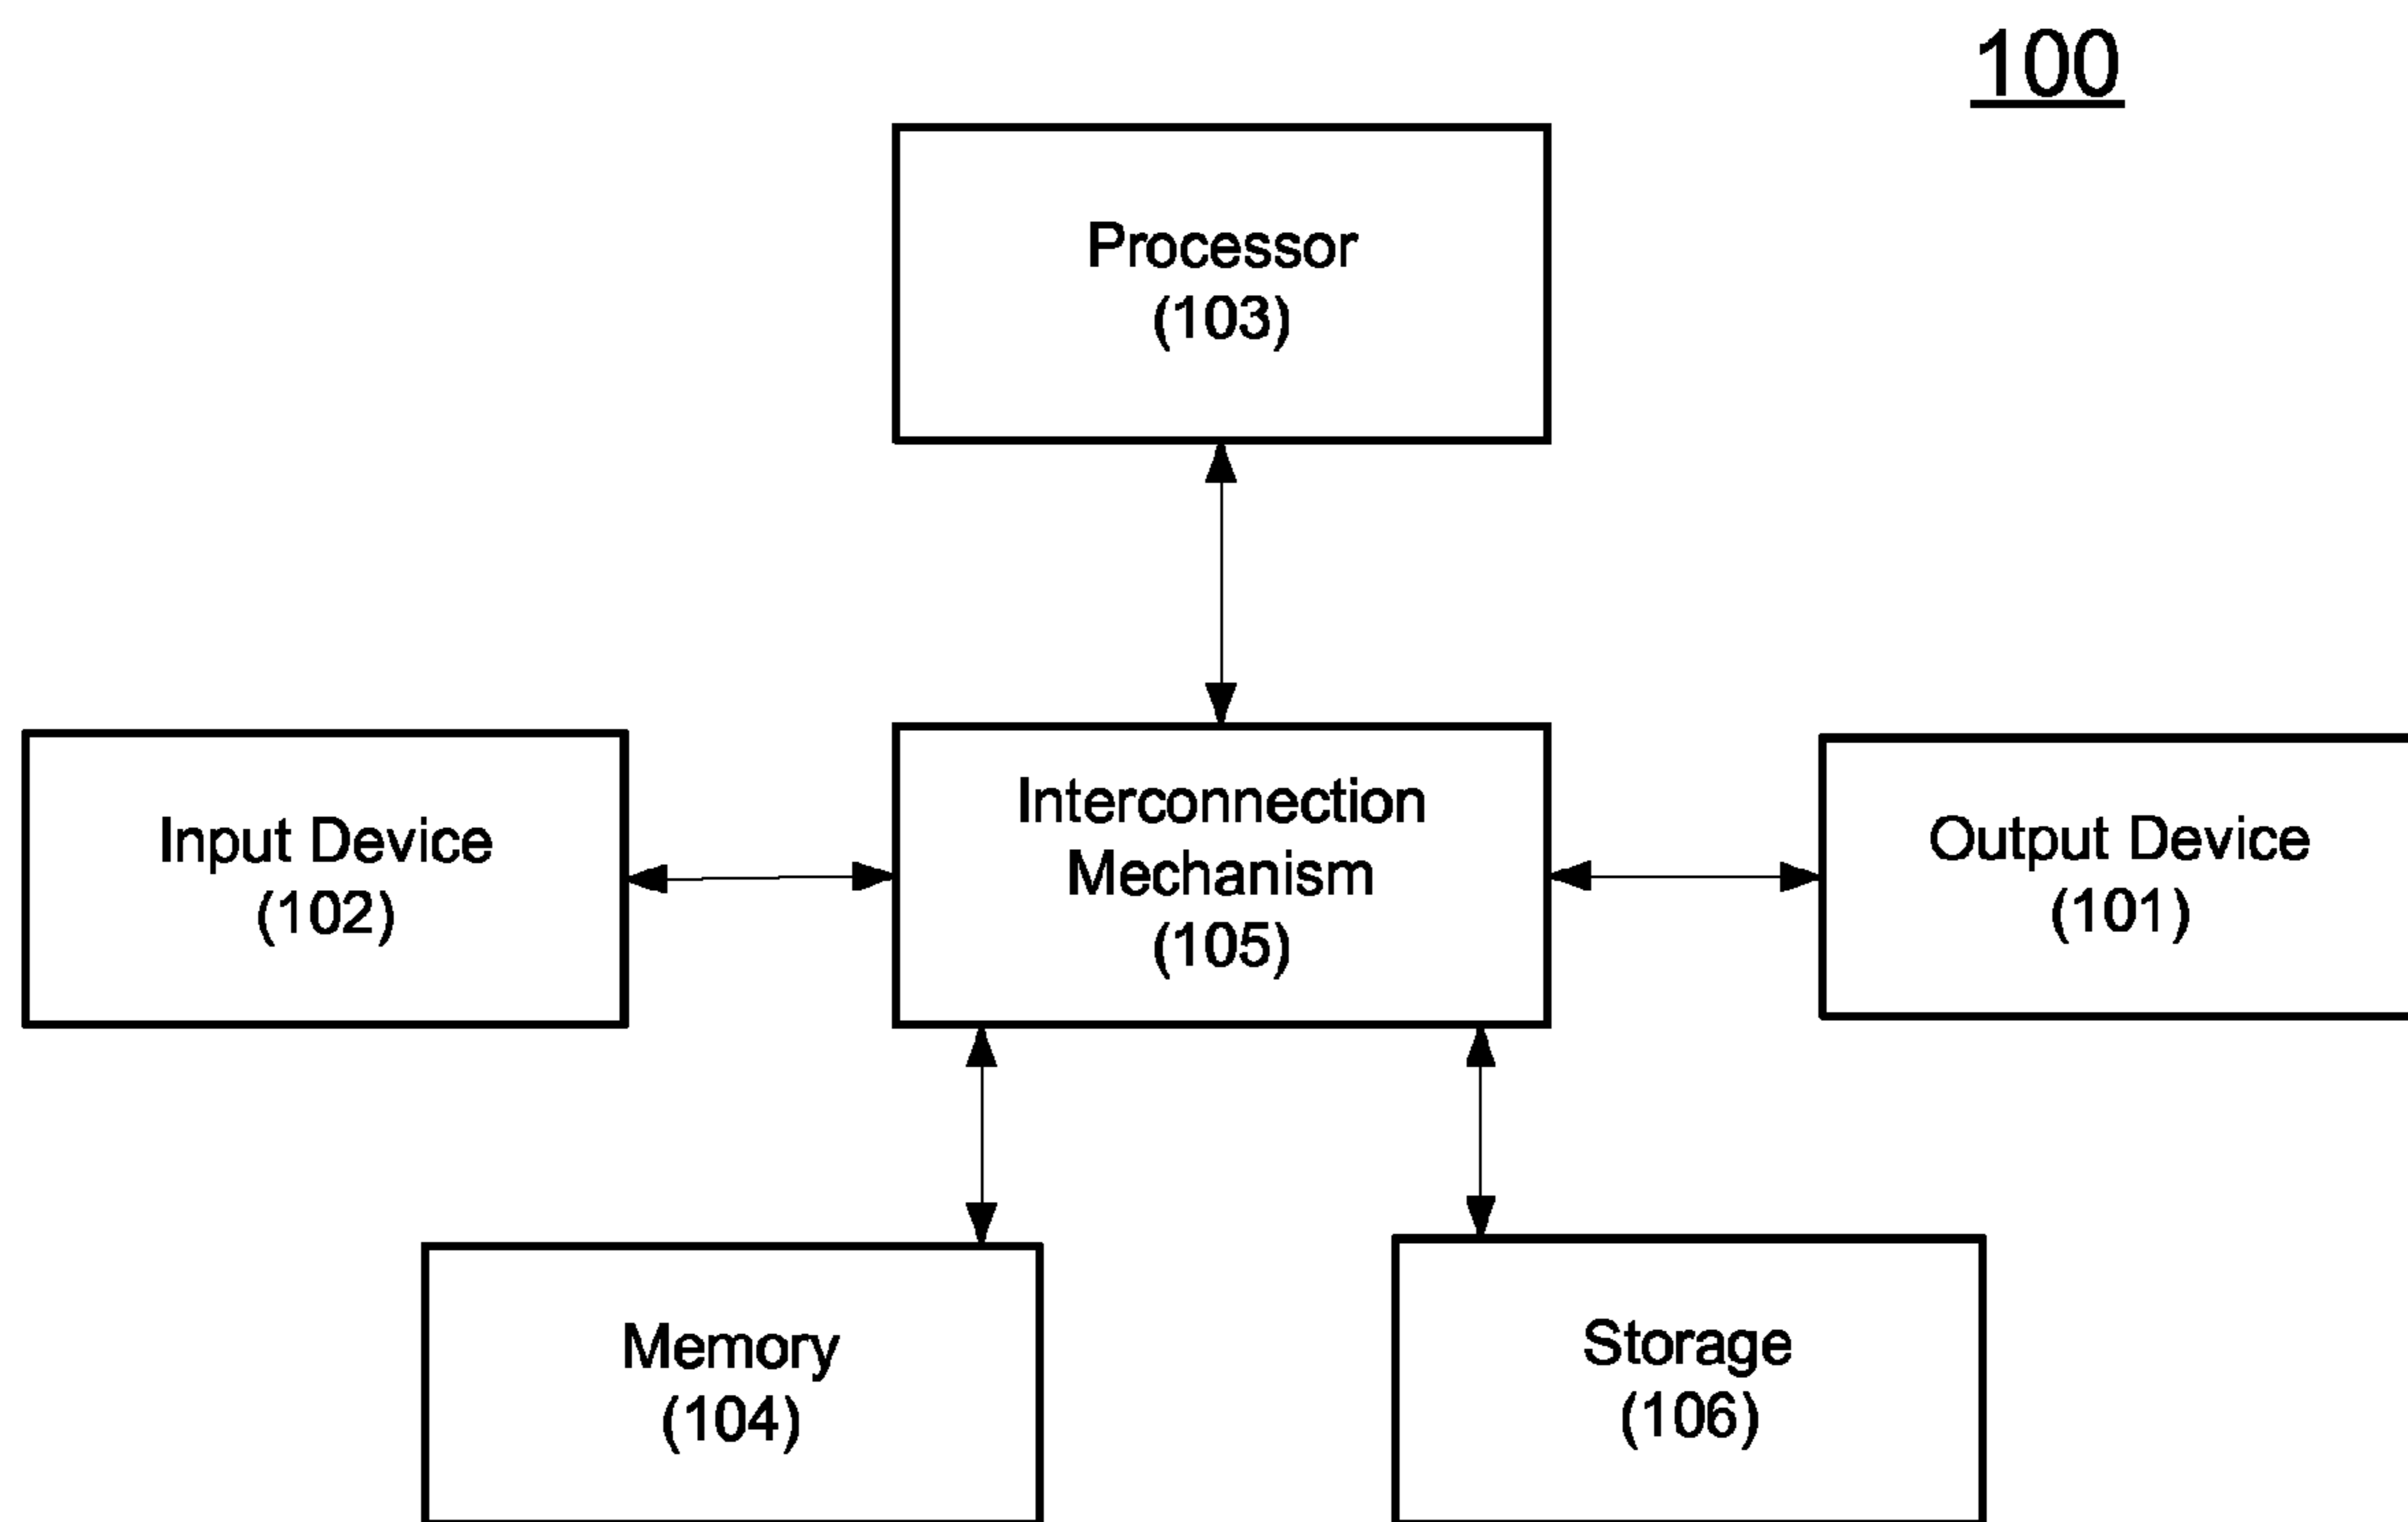 100
Processor
(103)
Input Device
(102)
Interconnection
Mechanism
(105)
Output Device
(101)
Memory
(104)
Storage
(106)